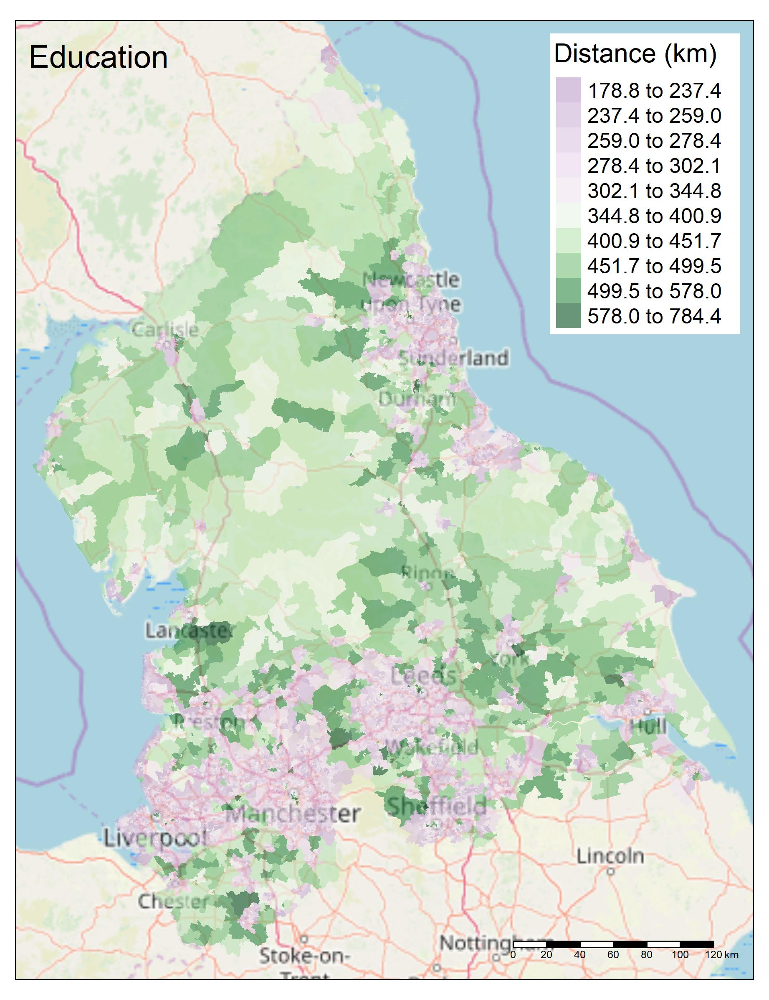 Education
Distance (km)
178.8 to 237.4
237.4 to 259.0
259.0 to 278.4
278.4 to 302.1
302.1 to 344.8
344.8 to 400.9
400.9 to 451.7
451.7 to 499.5
499.5 to 578.0
578.0 to 784.4
Newcastle
upon Tyne
Carlisle
Sunderland
Durham
Ripon
Lancaster
York
Leeds
Preston
Hull
Wakefield
Manchester
Sheffield
Liverpool
Lincoln
Chester
Nottingham
Stoke-on-
Trent
0 20 40 60 80 100 120 km